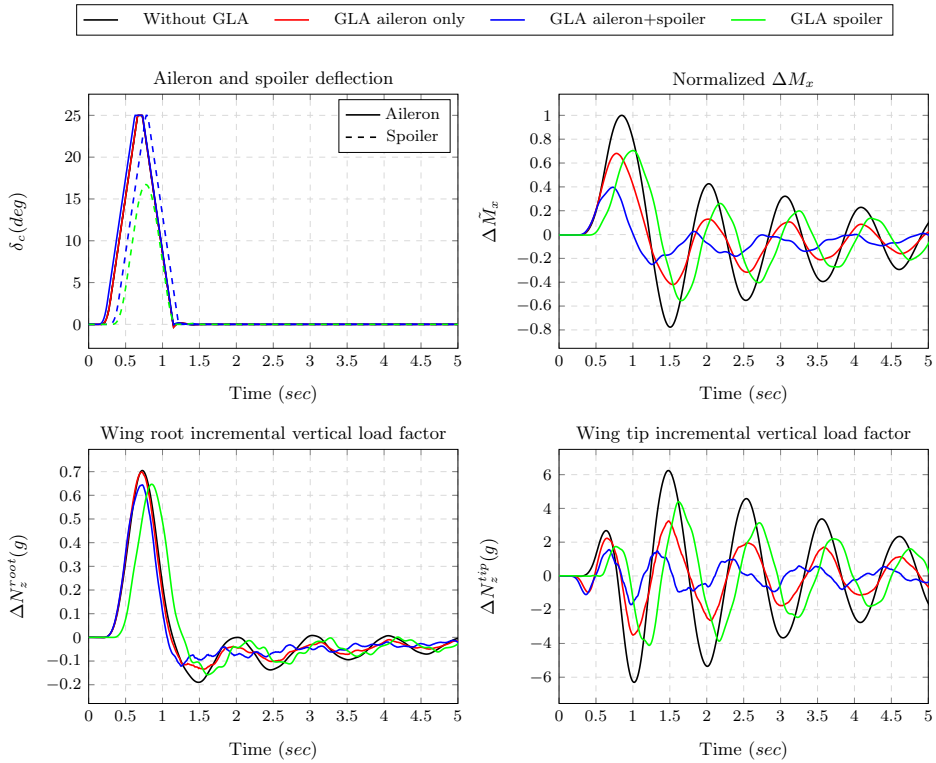 Without GLA GLA aileron only GLA aileron+spoiler GLA spoiler
Aileron and spoiler deflection
25
20
15
10
5
0
δc(deg)
Aileron
Spoiler
0 0.5 1 1.5 2 2.5 3 3.5 4 4.5 5
Time (sec)
Normalized ΔMx
1
0.8
0.6
0.4
0.2
0
−0.2
−0.4
−0.6
−0.8
ΔM̃x
0 0.5 1 1.5 2 2.5 3 3.5 4 4.5 5
Time (sec)
Wing root incremental vertical load factor
0.7
0.6
0.5
0.4
0.3
0.2
0.1
0
−0.1
−0.2
ΔNz^root(g)
0 0.5 1 1.5 2 2.5 3 3.5 4 4.5 5
Time (sec)
Wing tip incremental vertical load factor
6
4
2
0
−2
−4
−6
ΔNz^tip(g)
0 0.5 1 1.5 2 2.5 3 3.5 4 4.5 5
Time (sec)